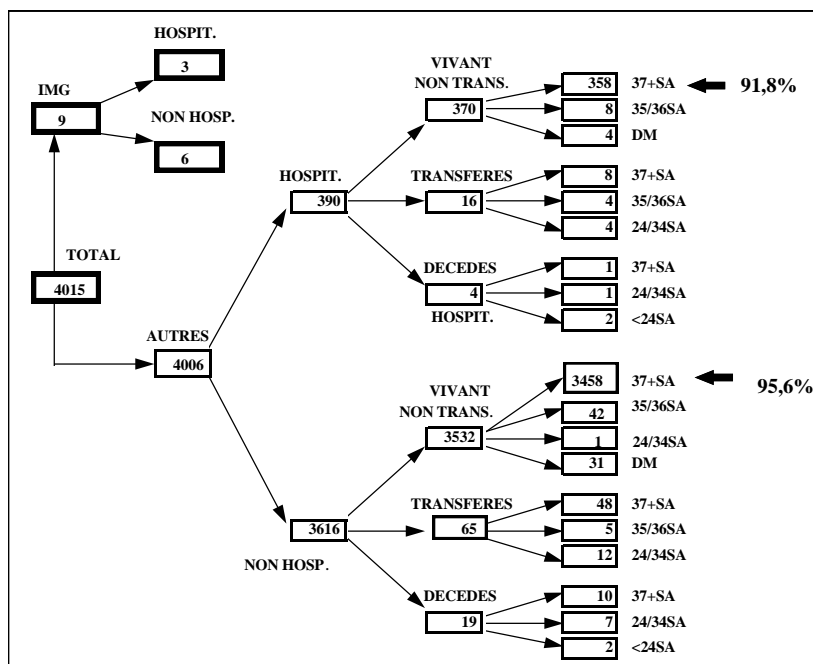 HOSPIT.
3
IMG
9
NON HOSP.
6
TOTAL
4015
AUTRES
4006
HOSPIT.
390
VIVANT
NON TRANS.
370
358 37+SA 91,8%
8 35/36SA
4 DM
TRANSFERES
16
8 37+SA
4 35/36SA
4 24/34SA
DECEDES
4
HOSPIT.
1 37+SA
1 24/34SA
2 <24SA
3616
NON HOSP.
VIVANT
NON TRANS.
3532
3458 37+SA 95,6%
42 35/36SA
1 24/34SA
31 DM
TRANSFERES
65
48 37+SA
5 35/36SA
12 24/34SA
DECEDES
19
10 37+SA
7 24/34SA
2 <24SA